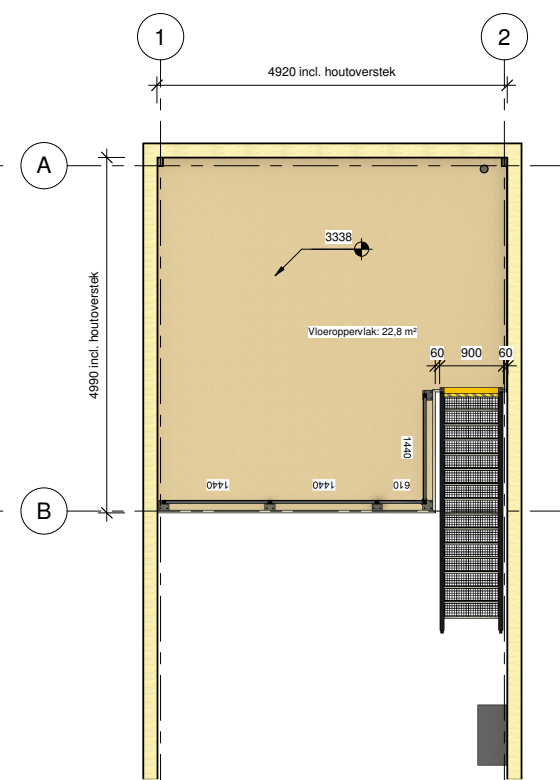 1
2
4920 incl. houtoverstek
A
3338
4990 incl. houtoverstek
Vloeroppervlak: 22,8 m²
60
900
60
1440
1440
1440
610
B